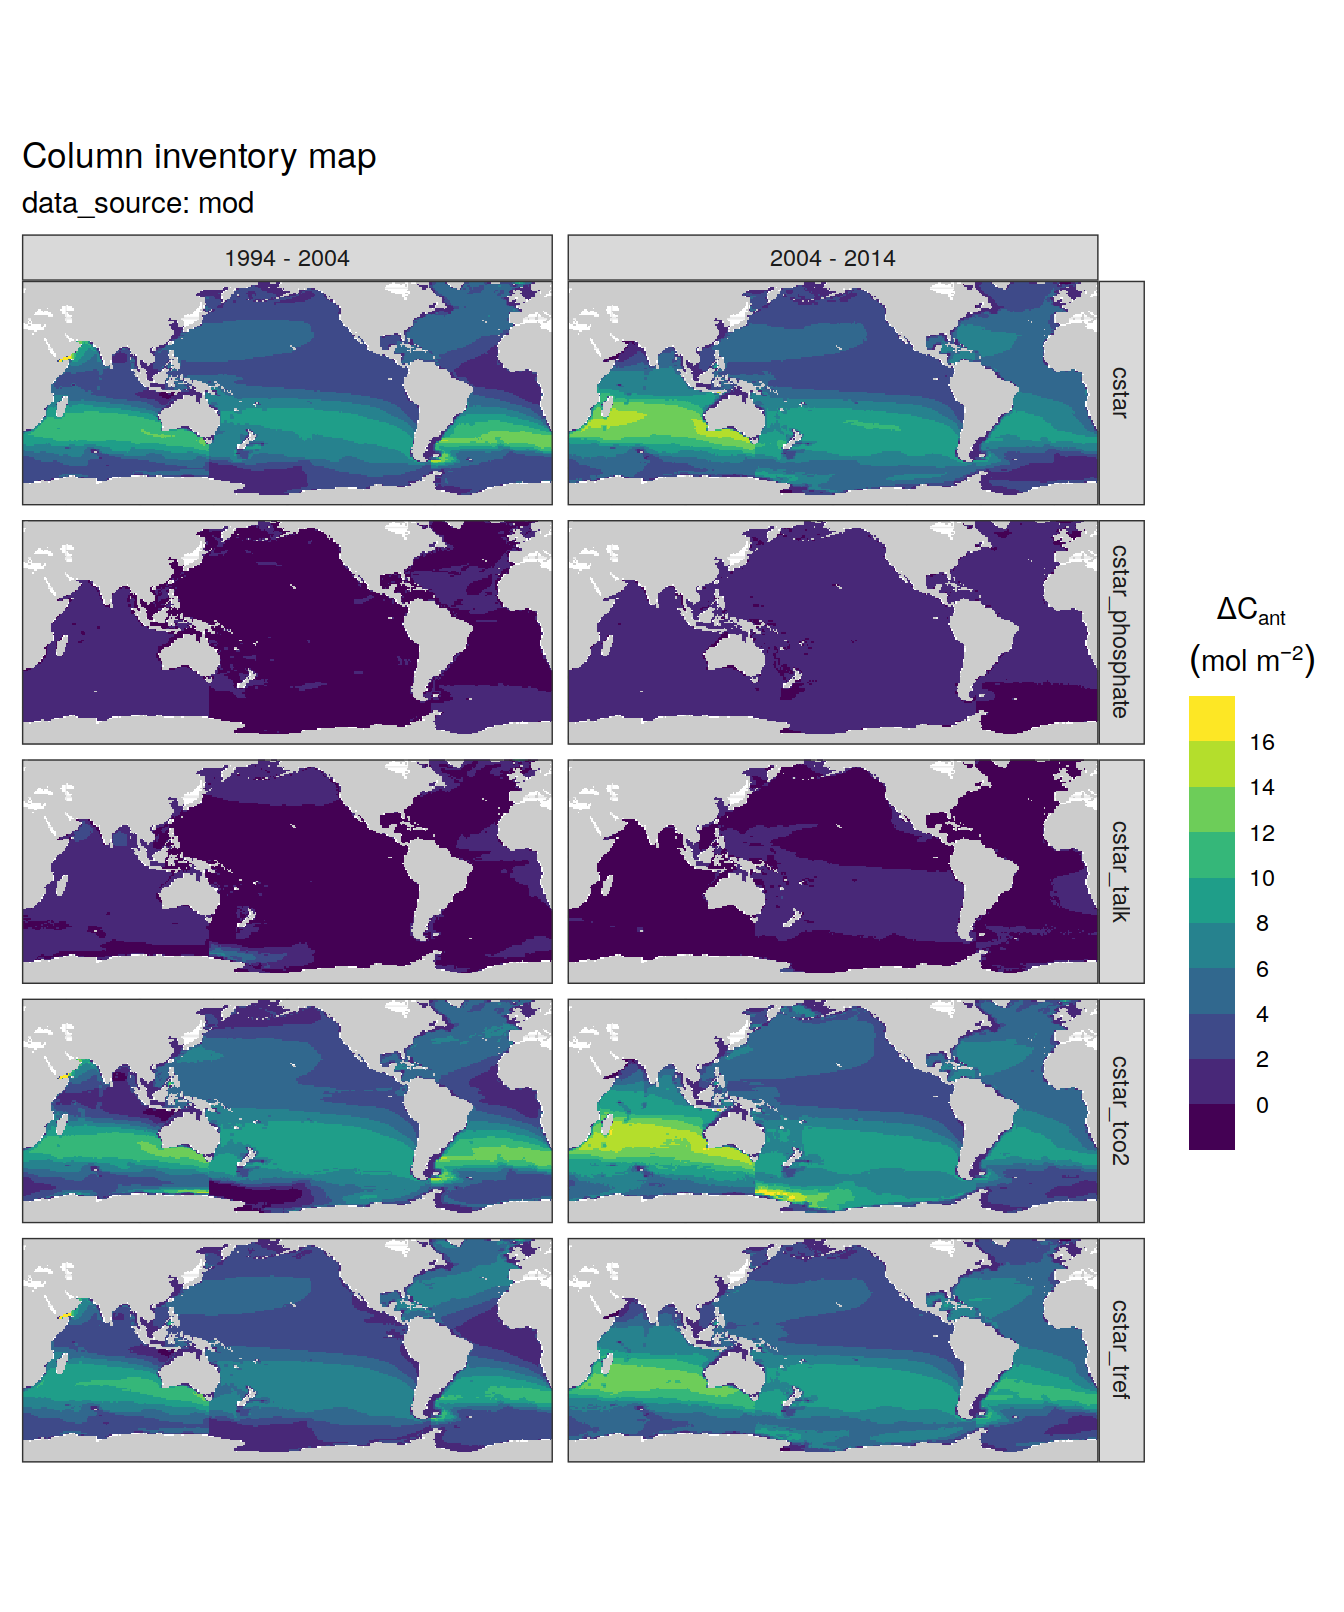 Column inventory map
data_source: mod
1994 - 2004
2004 - 2014
cstar
cstar_phosphate
cstar_talk
cstar_tco2
cstar_tref
ΔCant
(mol m−2)
16
14
12
10
8
6
4
2
0